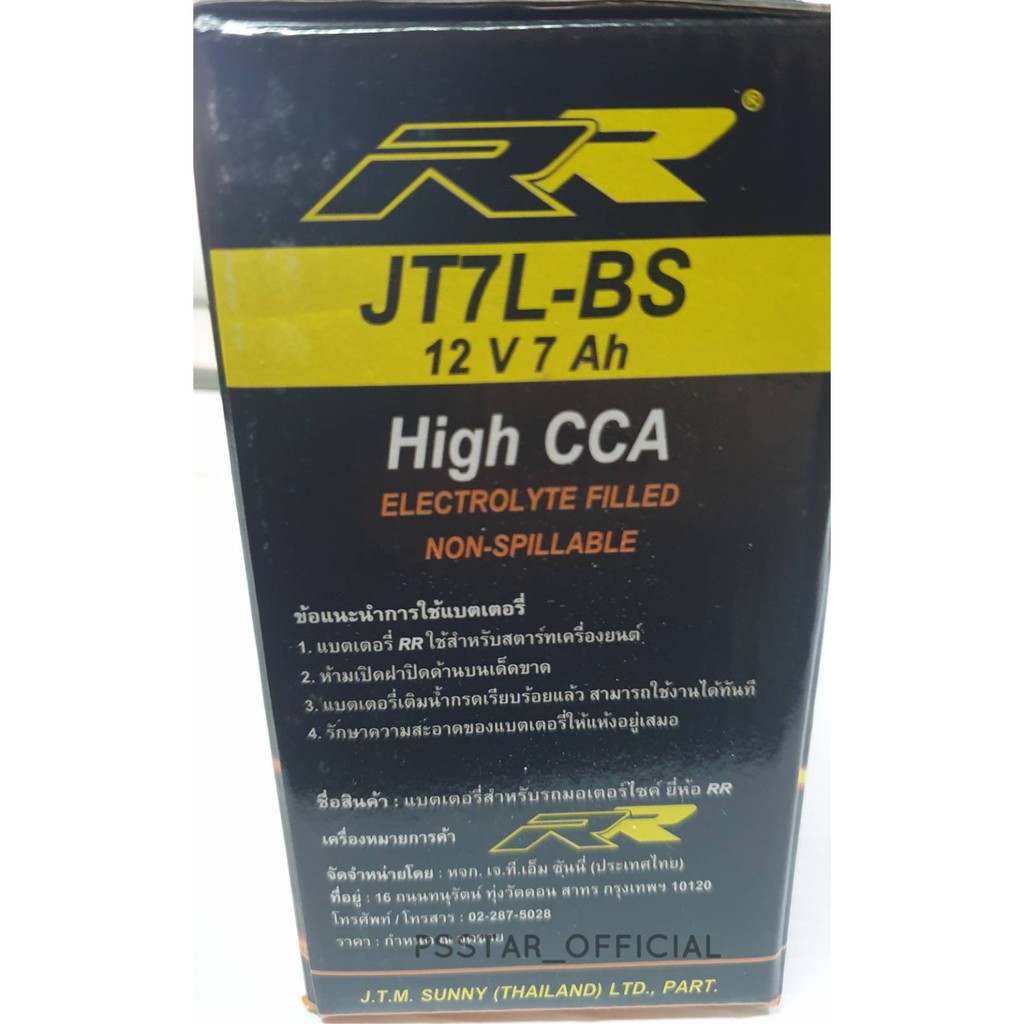 RR®
JT7L-BS
12 V 7 Ah
High CCA
ELECTROLYTE FILLED
NON-SPILLABLE
ข้อแนะนำการใช้แบตเตอรี่
1. แบตเตอรี่ RR ใช้สำหรับสตาร์ทเครื่องยนต์
2. ห้ามเปิดฝาปิดด้านบนเด็ดขาด
3. แบตเตอรี่เติมน้ำกรดเรียบร้อยแล้ว สามารถใช้งานได้ทันที
4. รักษาความสะอาดของแบตเตอรี่ให้แห้งอยู่เสมอ
ชื่อสินค้า : แบตเตอรี่สำหรับรถมอเตอร์ไซค์ ยี่ห้อ RR
เครื่องหมายการค้า RR
จัดจำหน่ายโดย : หจก. เจ.ที.เอ็ม ซันนี่ (ประเทศไทย)
ที่อยู่ : 16 ถนนทนุรัตน์ ทุ่งวัดดอน สาทร กรุงเทพฯ 10120
โทรศัพท์ / โทรสาร : 02-287-5028
ราคา : กำหนด ณ จุดขาย
PSSTAR_OFFICIAL
J.T.M. SUNNY (THAILAND) LTD., PART.